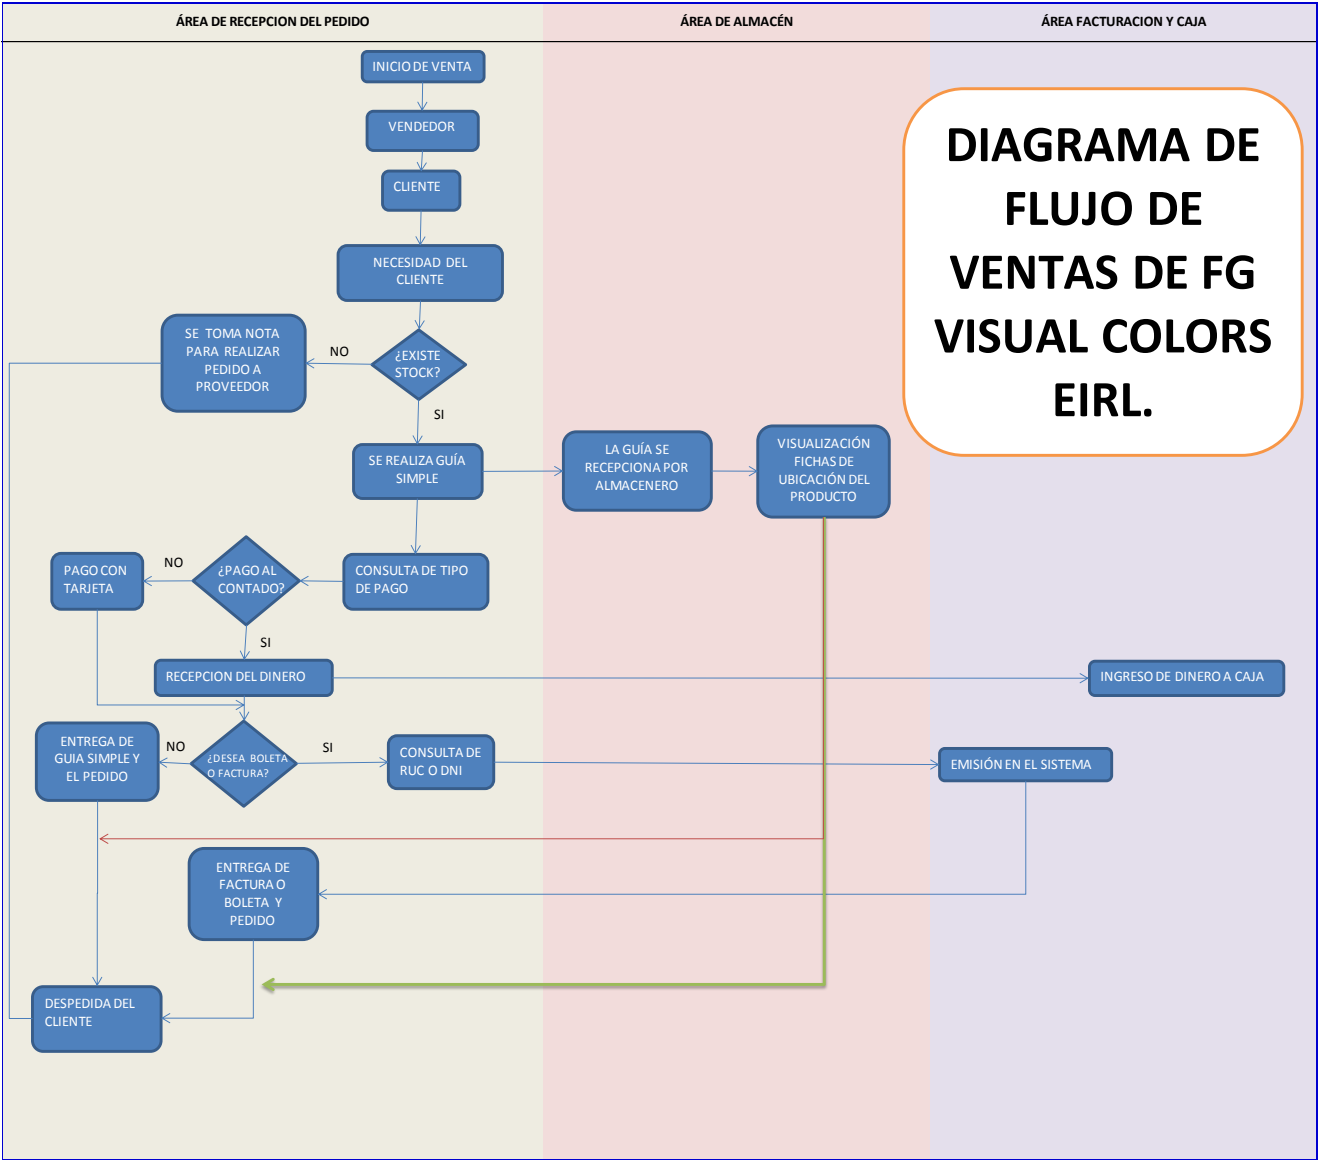 ÁREA DE RECEPCION DEL PEDIDO
ÁREA DE ALMACÉN
ÁREA FACTURACION Y CAJA
DIAGRAMA DE
FLUJO DE
VENTAS DE FG
VISUAL COLORS
EIRL.
INICIO DE VENTA
VENDEDOR
CLIENTE
NECESIDAD DEL
CLIENTE
¿EXISTE
STOCK?
NO
SE TOMA NOTA
PARA REALIZAR
PEDIDO A
PROVEEDOR
SI
SE REALIZA GUÍA
SIMPLE
LA GUÍA SE
RECEPCIONA POR
ALMACENERO
VISUALIZACIÓN
FICHAS DE
UBICACIÓN DEL
PRODUCTO
CONSULTA DE TIPO
DE PAGO
¿PAGO AL
CONTADO?
NO
PAGO CON
TARJETA
SI
RECEPCION DEL DINERO
INGRESO DE DINERO A CAJA
¿DESEA BOLETA
O FACTURA?
NO
ENTREGA DE
GUIA SIMPLE Y
EL PEDIDO
SI
CONSULTA DE
RUC O DNI
EMISIÓN EN EL SISTEMA
ENTREGA DE
FACTURA O
BOLETA Y
PEDIDO
DESPEDIDA DEL
CLIENTE